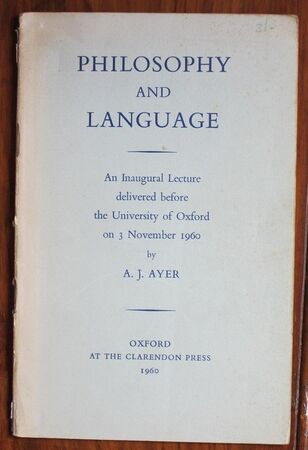 3/-
PHILOSOPHY
AND
LANGUAGE
An Inaugural Lecture
delivered before
the University of Oxford
on 3 November 1960
by
A. J. AYER
OXFORD
AT THE CLARENDON PRESS
1960